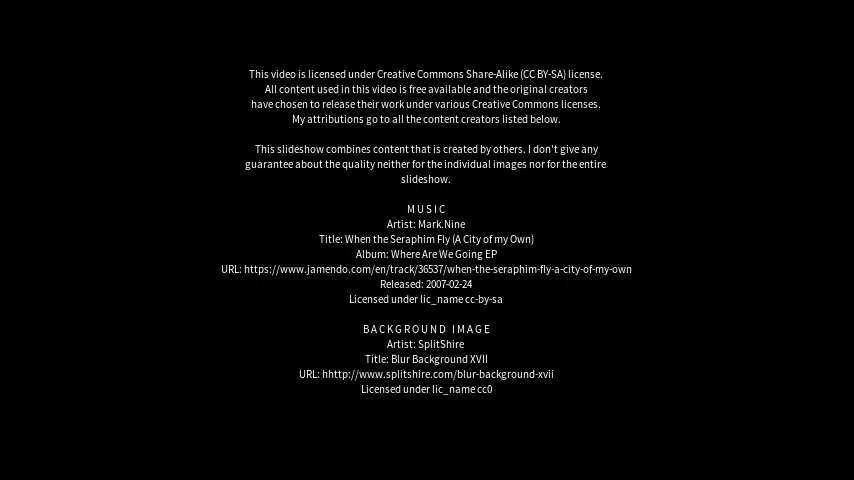 This video is licensed under Creative Commons Share-Alike (CC BY-SA) license.
All content used in this video is free available and the original creators
have chosen to release their work under various Creative Commons licenses.
My attributions go to all the content creators listed below.
This slideshow combines content that is created by others. I don't give any
guarantee about the quality neither for the individual images nor for the entire
slideshow.
MUSIC
Artist: Mark.Nine
Title: When the Seraphim Fly (A City of my Own)
Album: Where Are We Going EP
URL: https://www.jamendo.com/en/track/36537/when-the-seraphim-fly-a-city-of-my-own
Released: 2007-02-24
Licensed under lic_name cc-by-sa
BACKGROUND IMAGE
Artist: SplitShire
Title: Blur Background XVII
URL: hhttp://www.splitshire.com/blur-background-xvii
Licensed under lic_name cc0